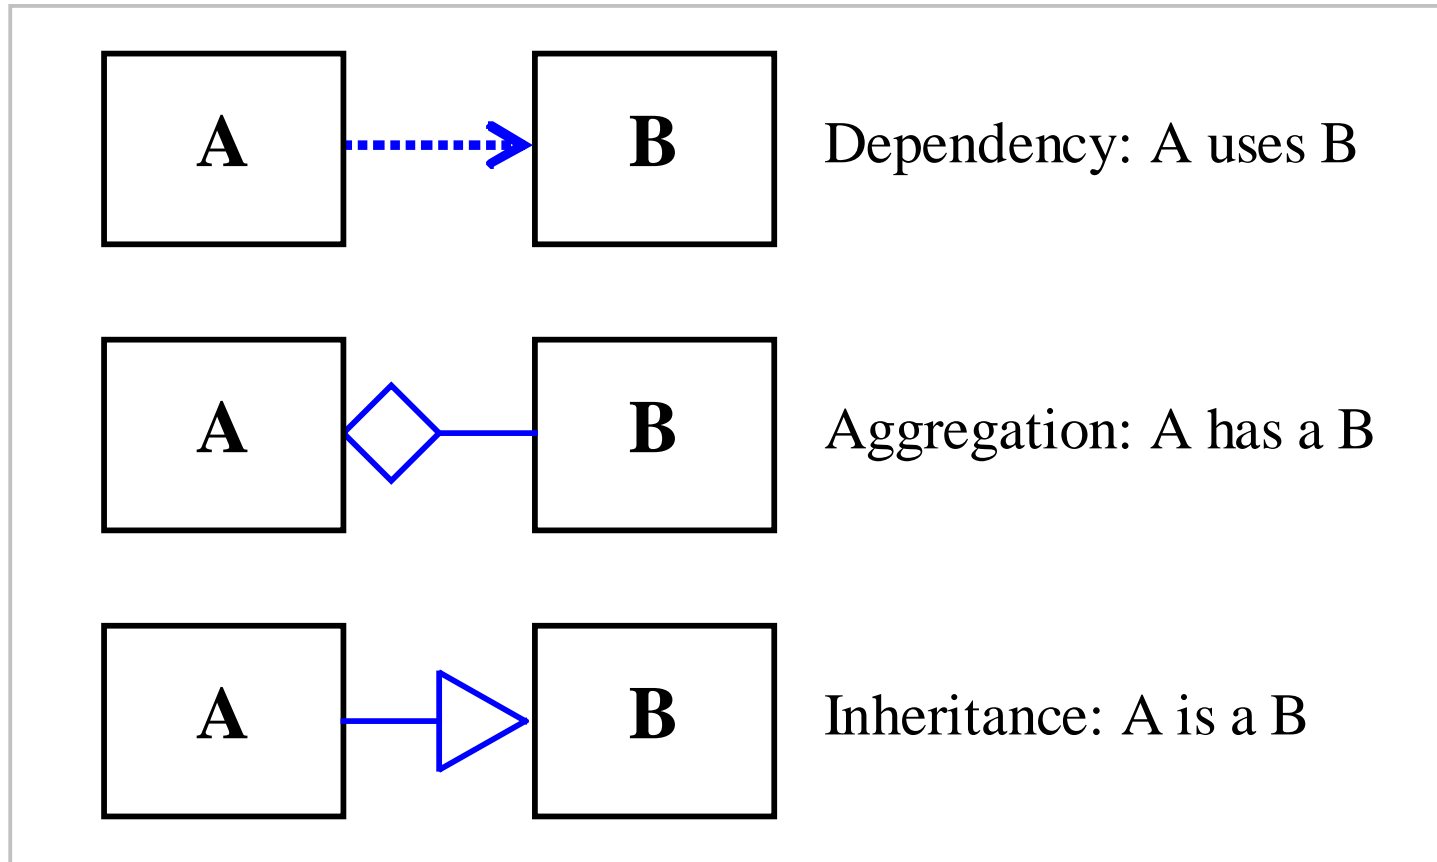 A B Dependency: A uses B
A B Aggregation: A has a B
A B Inheritance: A is a B